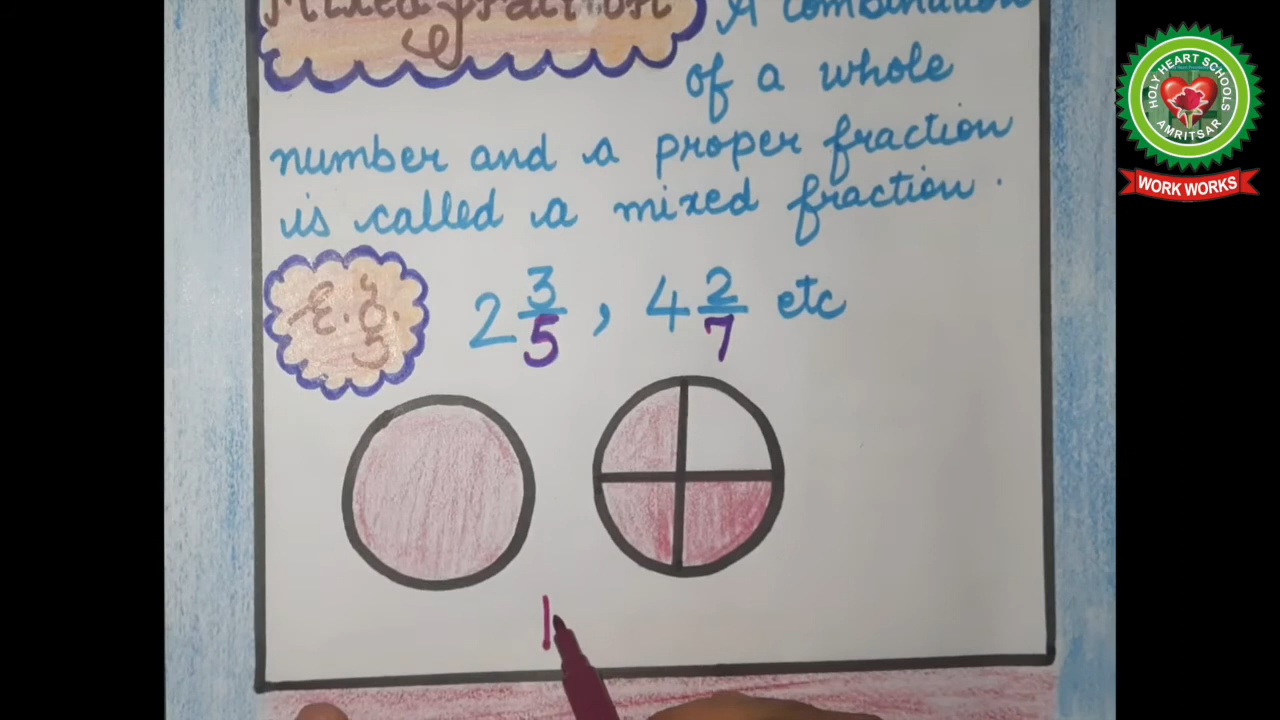 Mixed fraction A combination
of a whole
number and a proper fraction
is called a mixed fraction.
E.g. 2 3/5, 4 2/7 etc
1
HOLY HEART SCHOOLS
AMRITSAR
WORK WORKS